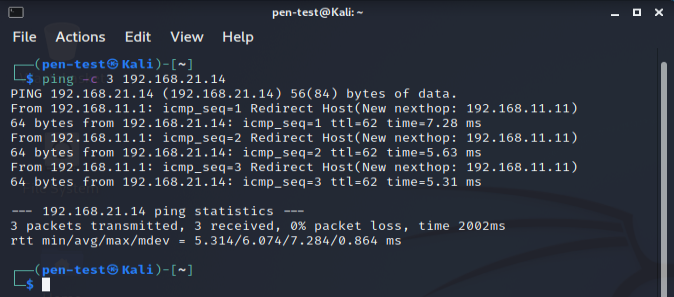 pen-test@Kali: ~
File Actions Edit View Help
┌──(pen-test㉿Kali)-[~]
└─$ ping -c 3 192.168.21.14
PING 192.168.21.14 (192.168.21.14) 56(84) bytes of data.
From 192.168.11.1: icmp_seq=1 Redirect Host(New nexthop: 192.168.11.11)
64 bytes from 192.168.21.14: icmp_seq=1 ttl=62 time=7.28 ms
From 192.168.11.1: icmp_seq=2 Redirect Host(New nexthop: 192.168.11.11)
64 bytes from 192.168.21.14: icmp_seq=2 ttl=62 time=5.63 ms
From 192.168.11.1: icmp_seq=3 Redirect Host(New nexthop: 192.168.11.11)
64 bytes from 192.168.21.14: icmp_seq=3 ttl=62 time=5.31 ms
--- 192.168.21.14 ping statistics ---
3 packets transmitted, 3 received, 0% packet loss, time 2002ms
rtt min/avg/max/mdev = 5.314/6.074/7.284/0.864 ms
┌──(pen-test㉿Kali)-[~]
└─$